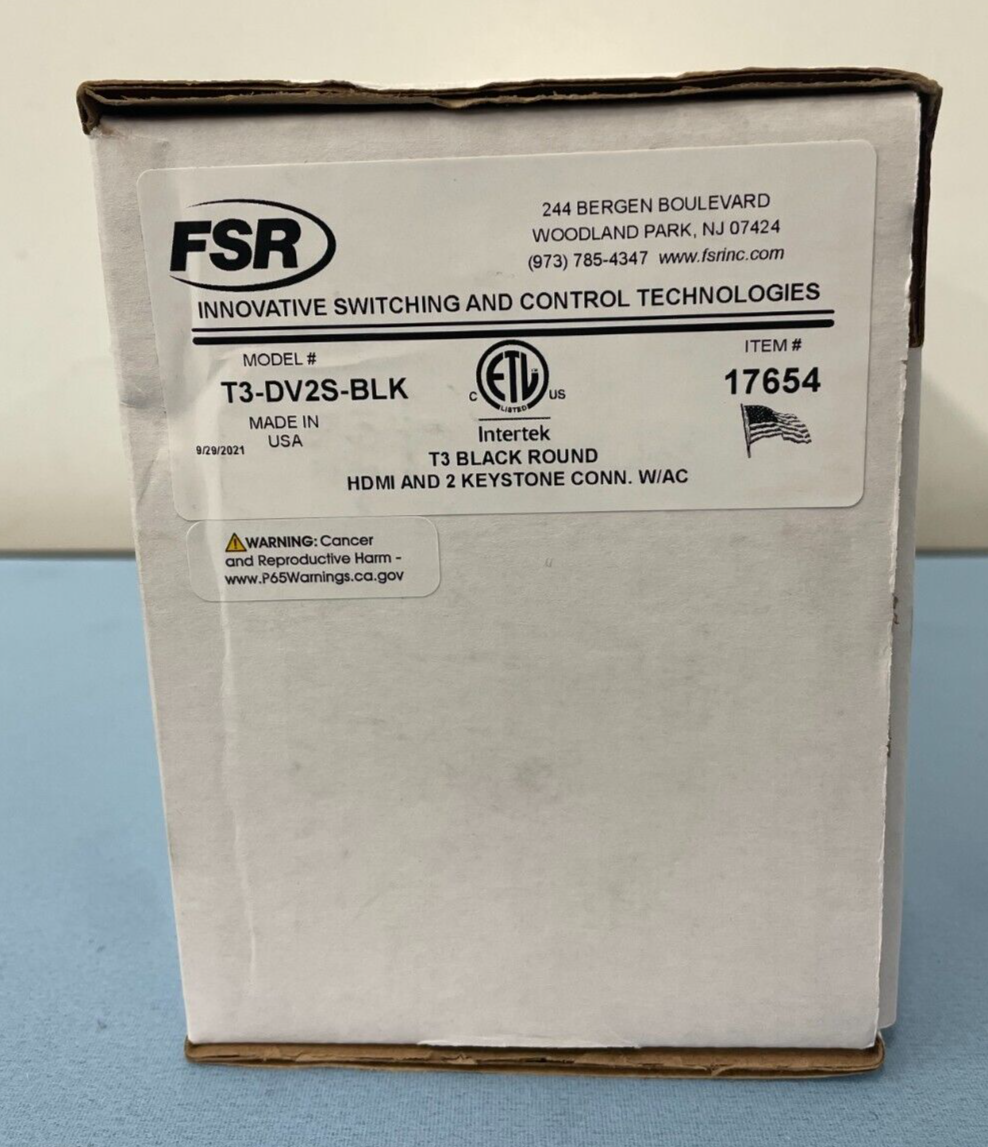 FSR
244 BERGEN BOULEVARD
WOODLAND PARK, NJ 07424
(973) 785-4347 www.fsrinc.com
INNOVATIVE SWITCHING AND CONTROL TECHNOLOGIES
MODEL #
T3-DV2S-BLK
MADE IN
USA
9/29/2021
ETL
LISTED
C US
Intertek
ITEM #
17654
T3 BLACK ROUND
HDMI AND 2 KEYSTONE CONN. W/AC
WARNING: Cancer
and Reproductive Harm -
www.P65Warnings.ca.gov